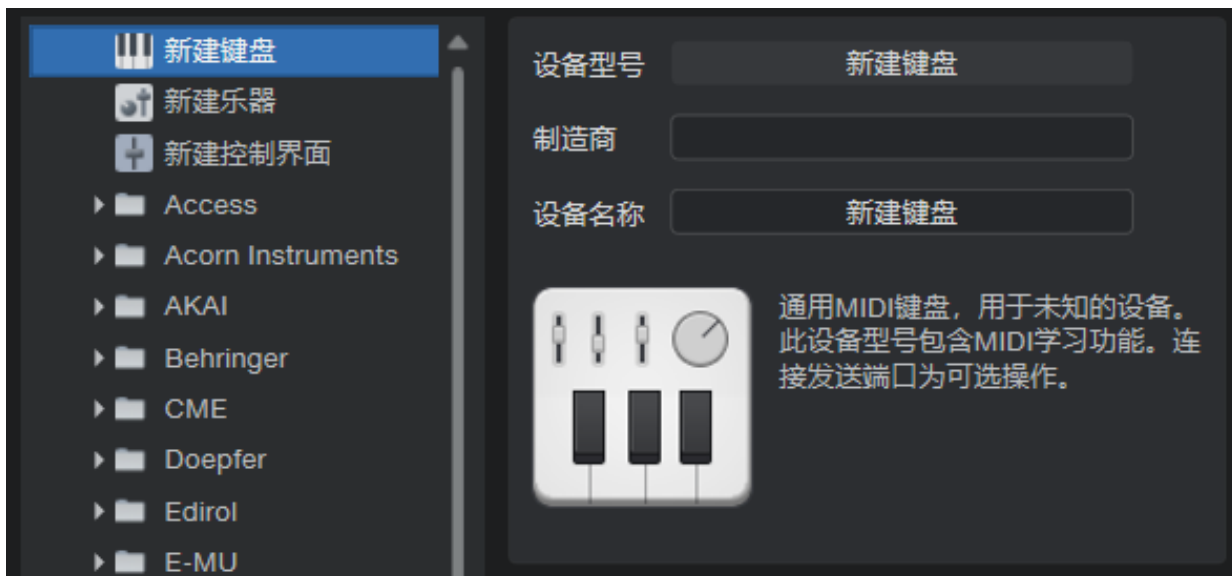 新建键盘
新建乐器
新建控制界面
Access
Acorn Instruments
AKAI
Behringer
CME
Doepfer
Edirol
E-MU
设备型号 新建键盘
制造商
设备名称 新建键盘
通用MIDI键盘，用于未知的设备。
此设备型号包含MIDI学习功能。连
接发送端口为可选操作。